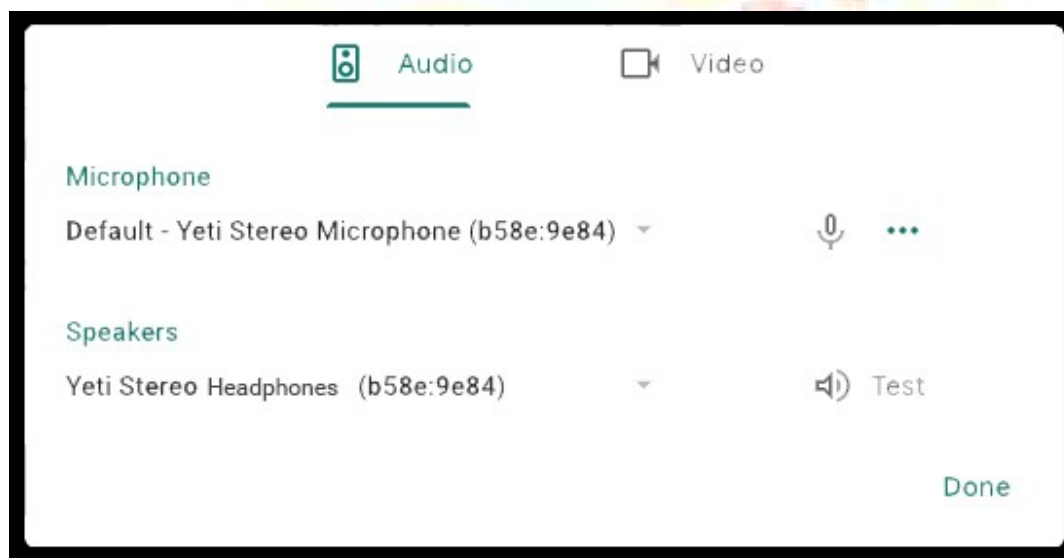 Audio Video
Microphone
Default - Yeti Stereo Microphone (b58e:9e84)
Speakers
Yeti Stereo Headphones (b58e:9e84) Test
Done